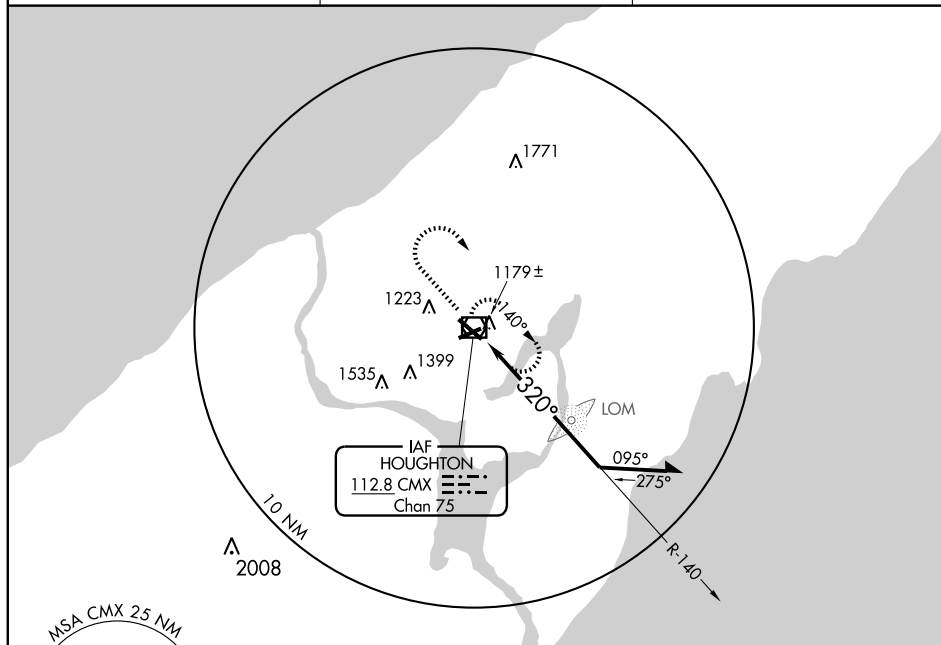 1771
1179 ±
1223
140°
1399
1535
320°
LOM
IAF
HOUGHTON
112.8 CMX
Chan 75
095°
275°
10 NM
R-140
2008
MSA CMX 25 NM